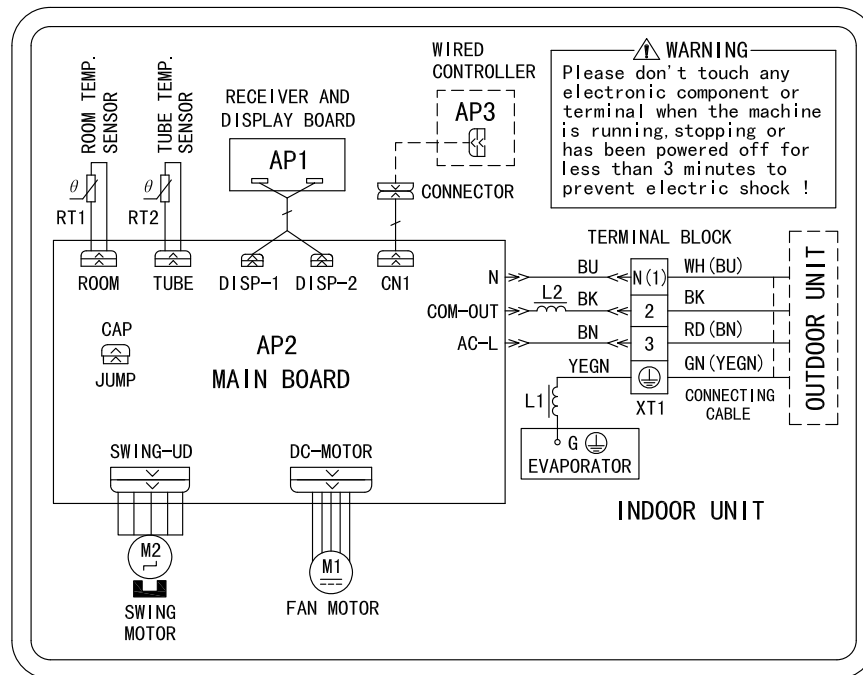 ROOM TEMP.
SENSOR
TUBE TEMP.
SENSOR
RECEIVER AND
DISPLAY BOARD
AP1
WIRED
CONTROLLER
AP3
CONNECTOR
WARNING
Please don't touch any
electronic component or
terminal when the machine
is running, stopping or
has been powered off for
less than 3 minutes to
prevent electric shock !
θ
RT1
θ
RT2
ROOM
TUBE
DISP-1
DISP-2
CN1
TERMINAL BLOCK
N
BU
N(1)
WH(BU)
COM-OUT
L2
BK
2
BK
AC-L
BN
3
RD(BN)
YEGN
GN(YEGN)
XT1
CONNECTING
CABLE
OUTDOOR UNIT
L1
G
EVAPORATOR
CAP
JUMP
AP2
MAIN BOARD
SWING-UD
DC-MOTOR
INDOOR UNIT
M2
SWING
MOTOR
M1
FAN MOTOR